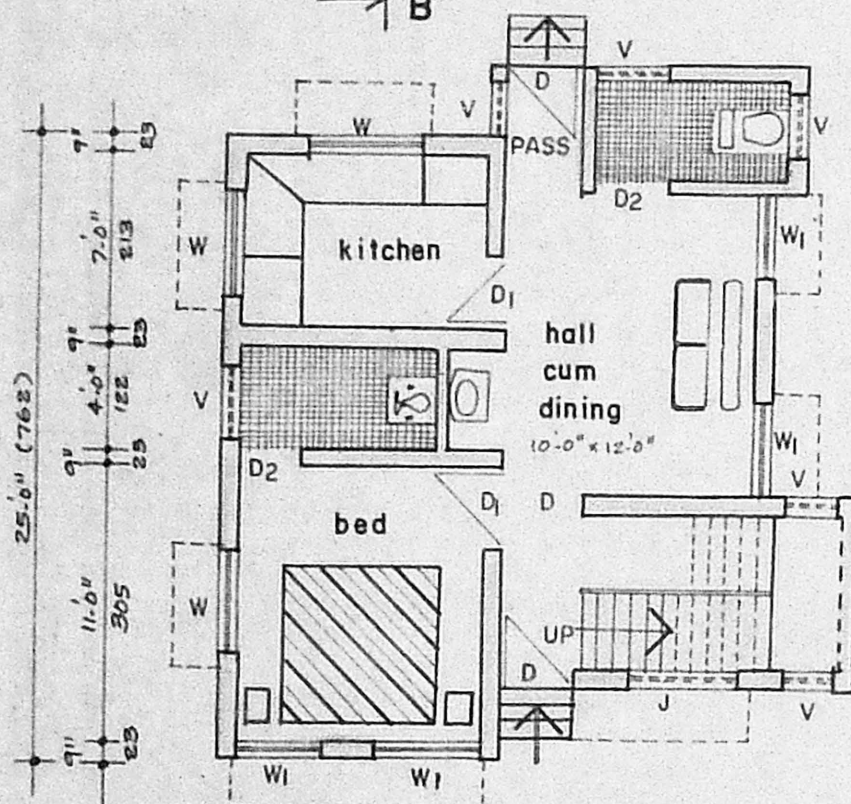 B
D
V
V
W
PASS
V
9"
23
D2
7'-0"
213
W
kitchen
W1
D1
9"
23
hall
cum
dining
10'-0" x 12'-0"
4'-0"
122
V
25'-0" (762)
9"
23
D2
W1
V
D1
D
bed
11'-0"
305
W
UP
D
J
V
9"
23
W1
W1